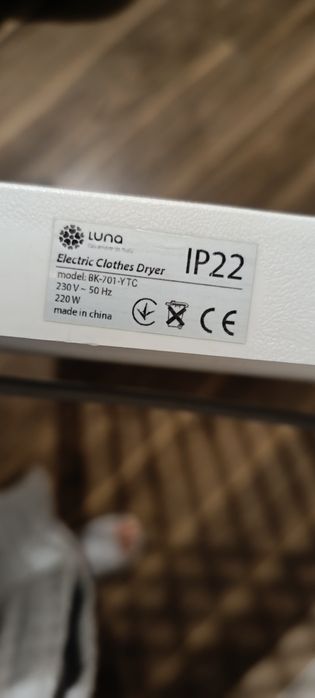 Luna
Electric Clothes Dryer
IP22
model: BK-701-YTC
230 V ~ 50 Hz
220 W
made in china
CE